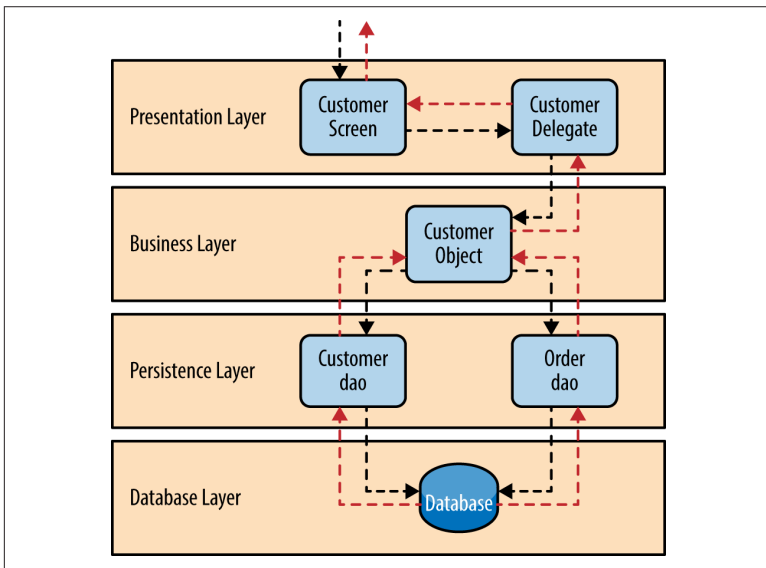 Presentation Layer
Customer
Screen
Customer
Delegate
Business Layer
Customer
Object
Persistence Layer
Customer
dao
Order
dao
Database Layer
Database